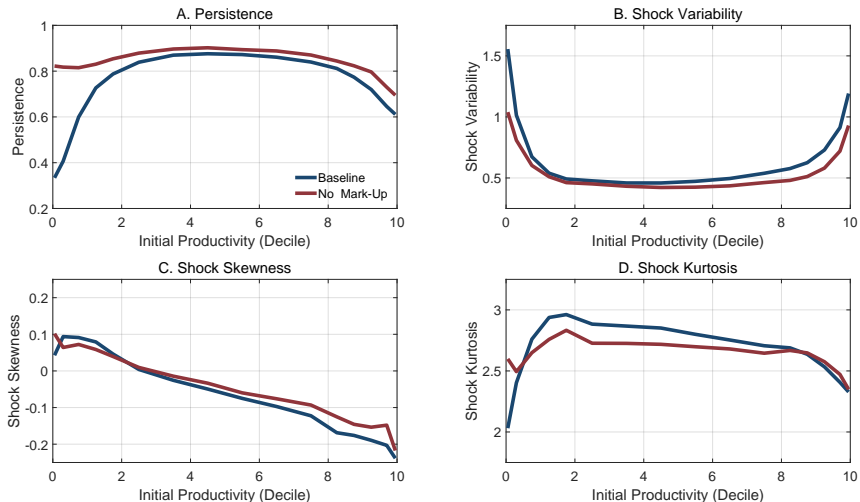 A. Persistence
1
0.8
0.6
0.4
0.2
Persistence
Baseline
No Mark-Up
0 2 4 6 8 10
Initial Productivity (Decile)
B. Shock Variability
1.5
1
0.5
Shock Variability
0 2 4 6 8 10
Initial Productivity (Decile)
C. Shock Skewness
0.2
0.1
0
-0.1
-0.2
Shock Skewness
0 2 4 6 8 10
Initial Productivity (Decile)
D. Shock Kurtosis
3
2.5
2
Shock Kurtosis
0 2 4 6 8 10
Initial Productivity (Decile)